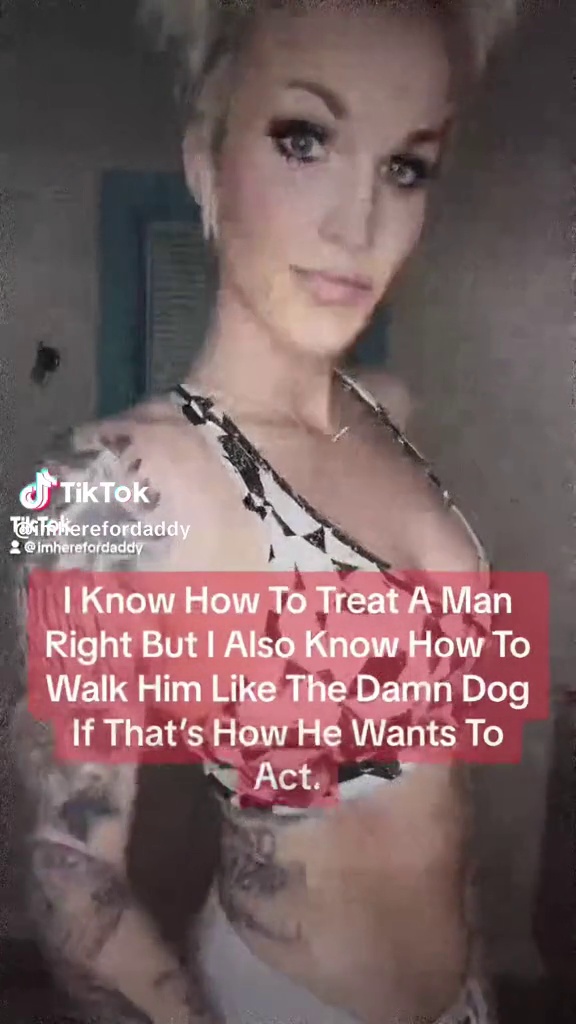 TikTok
@imherefordaddy
TikTok
@imherefordaddy
I Know How To Treat A Man
Right But I Also Know How To
Walk Him Like The Damn Dog
If That's How He Wants To
Act.